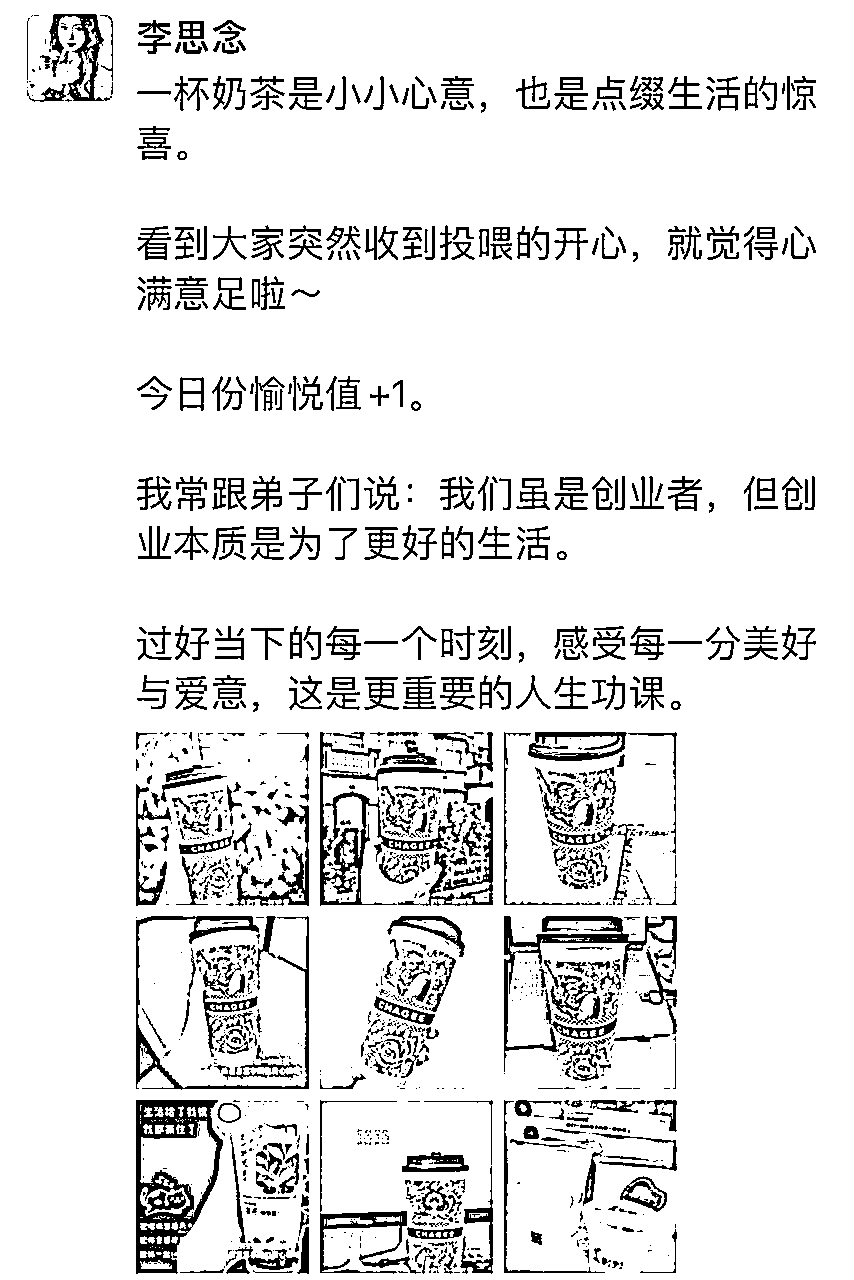 李思念
一杯奶茶是小小心意，也是点缀生活的惊
喜。
看到大家突然收到投喂的开心，就觉得心
满意足啦～
今日份愉悦值+1。
我常跟弟子们说：我们虽是创业者，但创
业本质是为了更好的生活。
过好当下的每一个时刻，感受每一分美好
与爱意，这是更重要的人生功课。
CHAGEE
CHAGEE
CHAGEE
CHAGEE
CHAGEE
CHAGEE
CHAGEE